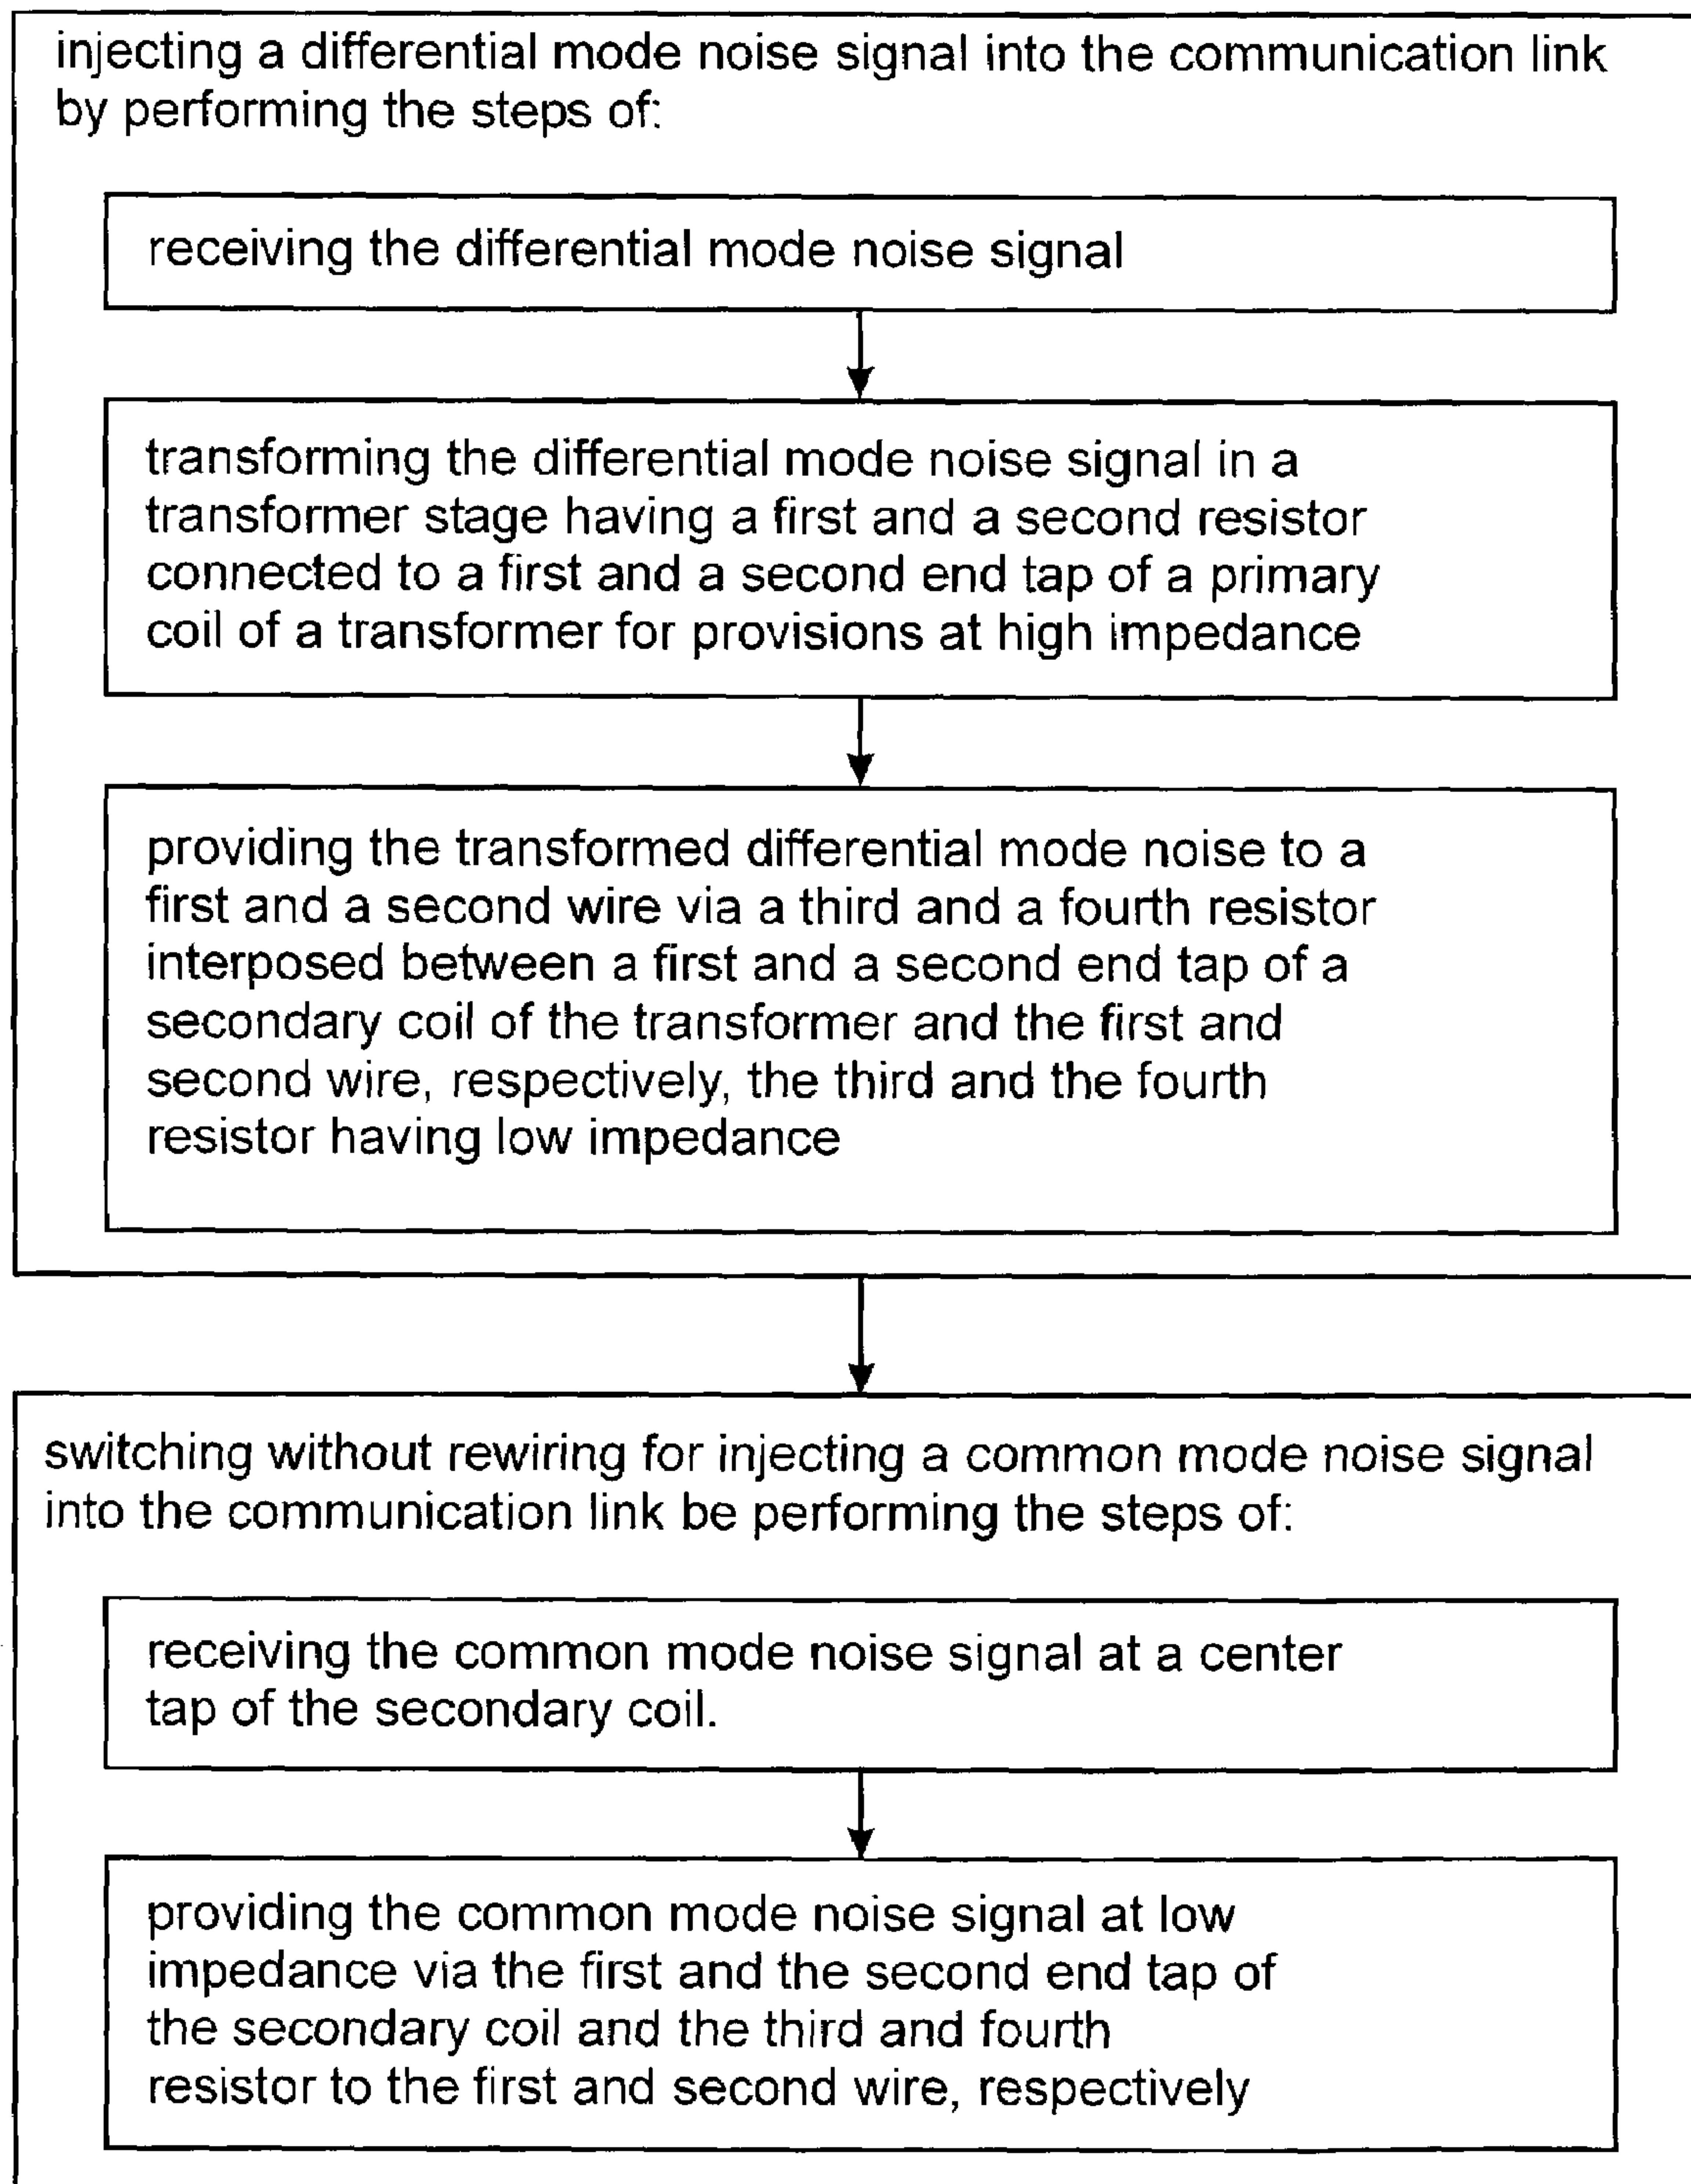 injecting a differential mode noise signal into the communication link
by performing the steps of:
receiving the differential mode noise signal
transforming the differential mode noise signal in a
transformer stage having a first and a second resistor
connected to a first and a second end tap of a primary
coil of a transformer for provisions at high impedance
providing the transformed differential mode noise to a
first and a second wire via a third and a fourth resistor
interposed between a first and a second end tap of a
secondary coil of the transformer and the first and
second wire, respectively, the third and the fourth
resistor having low impedance
switching without rewiring for injecting a common mode noise signal
into the communication link be performing the steps of:
receiving the common mode noise signal at a center
tap of the secondary coil.
providing the common mode noise signal at low
impedance via the first and the second end tap of
the secondary coil and the third and fourth
resistor to the first and second wire, respectively